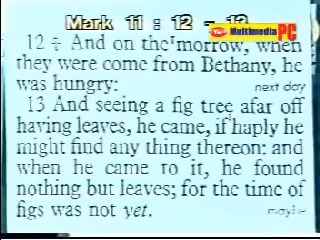 Mark 11 : 12 - 13
Multimedia PC
12 ÷ And on the morrow, when
they were come from Bethany, he
was hungry:
next day
13 And seeing a fig tree afar off
having leaves, he came, if haply he
might find any thing thereon: and
when he came to it, he found
nothing but leaves; for the time of
figs was not yet.